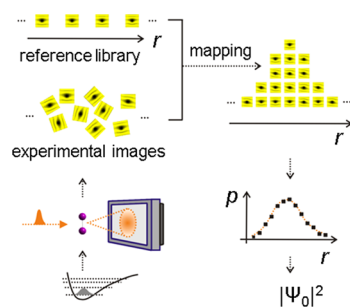 ... ...
r
reference library
mapping
... ...
experimental images
... ...
r
p
r
|Ψ₀|²